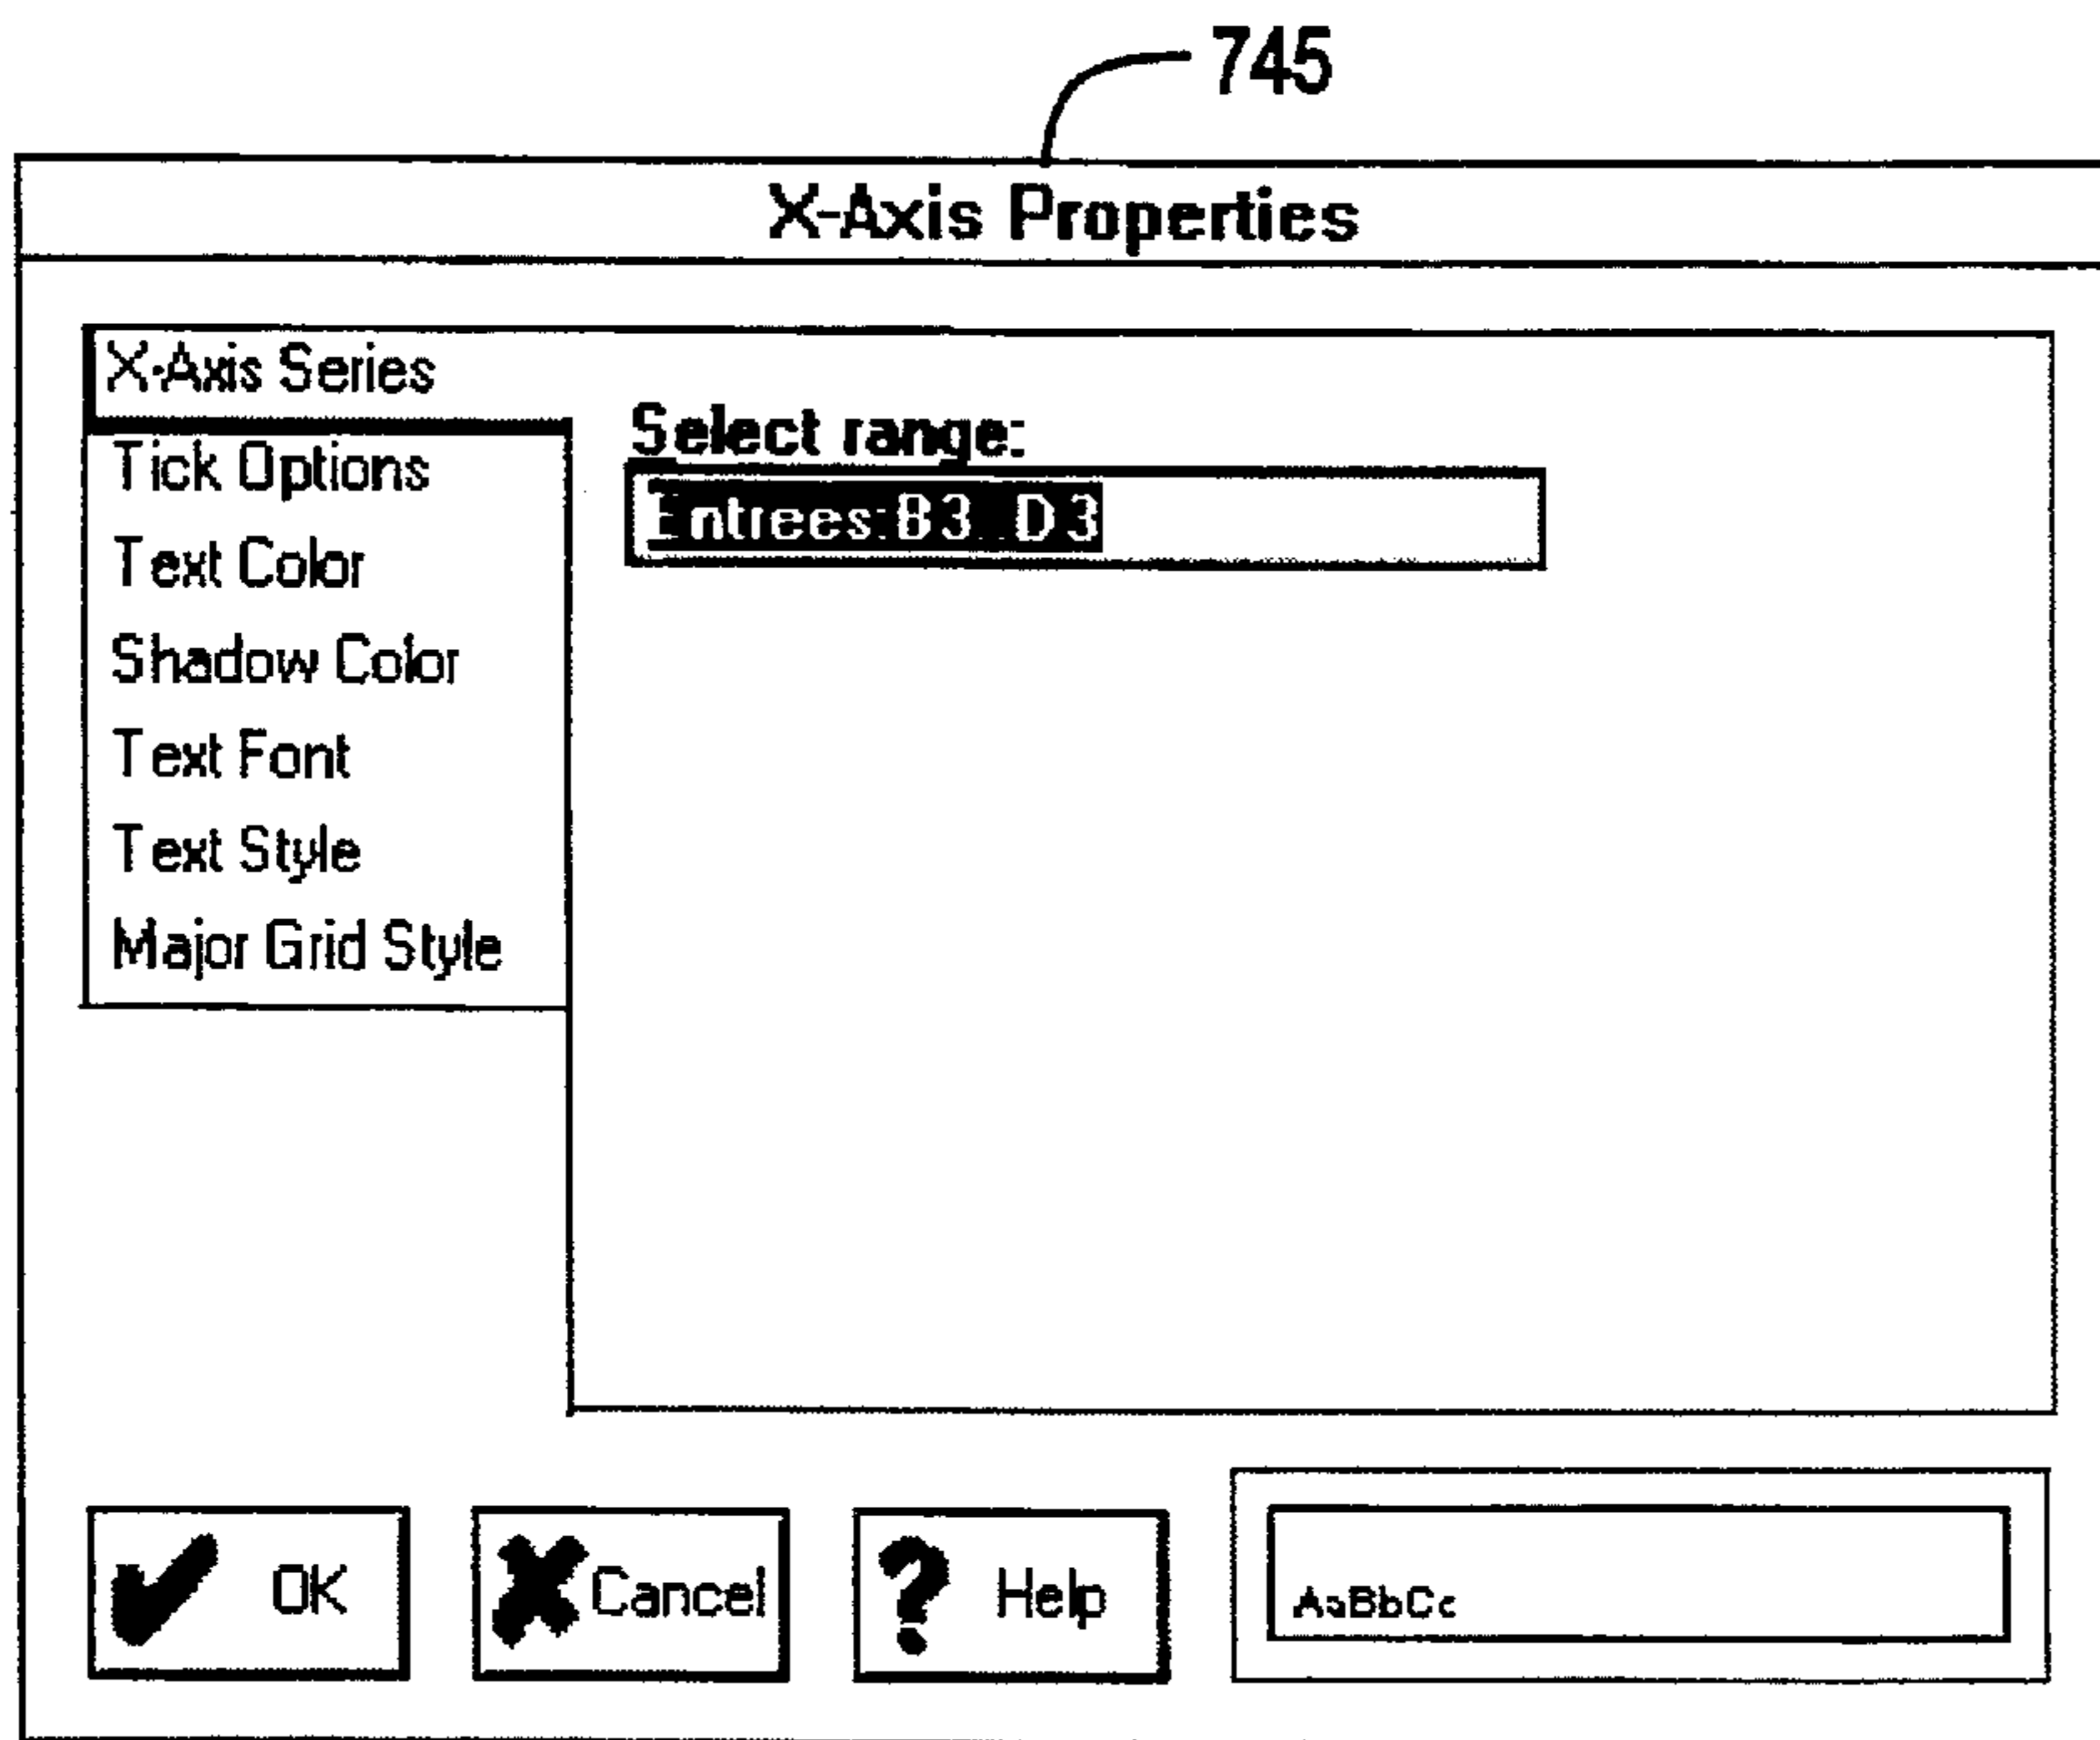 745
X-Axis Properties
X-Axis Series
Tick Options
Text Color
Shadow Color
Text Font
Text Style
Major Grid Style
Select range:
Entrees:B3..D3
OK
Cancel
Help
AaBbCc